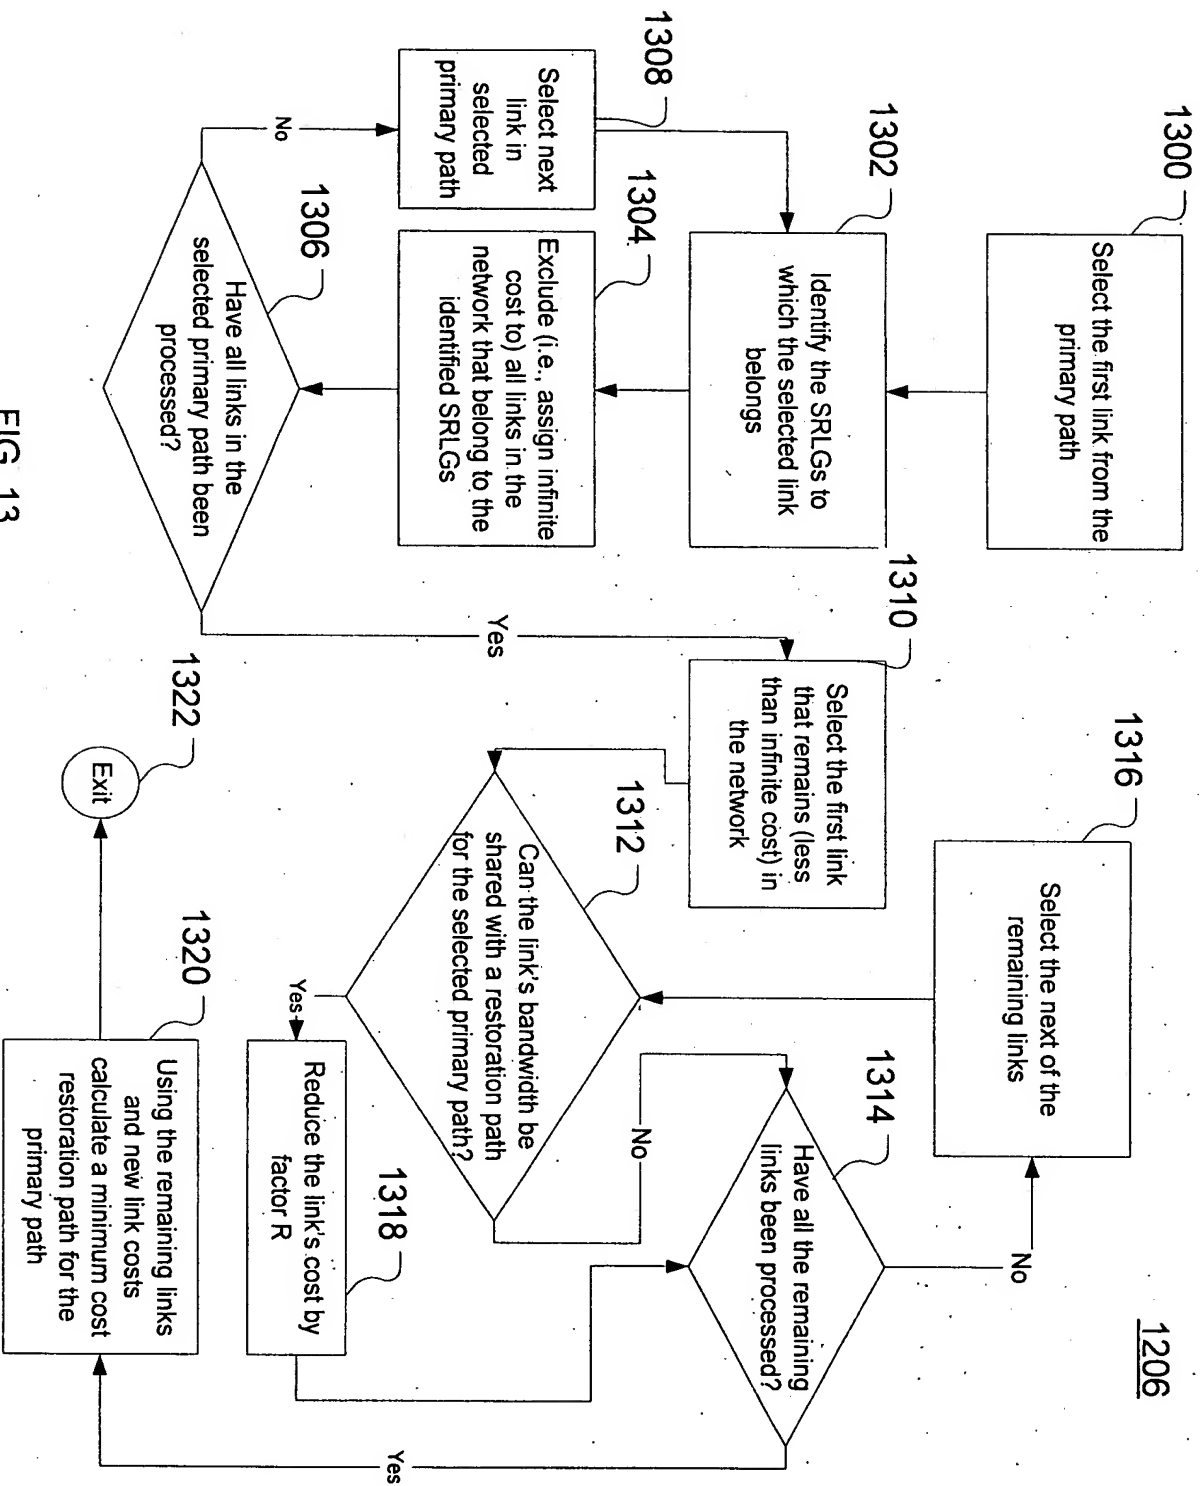 1206
1300
Select the first link from the
primary path
1302
Identify the SRLGs to
which the selected link
belongs
1304
Exclude (i.e., assign infinite
cost to) all links in the
network that belong to the
identified SRLGs
1306
Have all links in the
selected primary path been
processed?
No
1308
Select next
link in
selected
primary path
Yes
1310
Select the first link
that remains (less
than infinite cost) in
the network
1312
Can the link's bandwidth be
shared with a restoration path
for the selected primary path?
No
Yes
1314
Have all the remaining
links been processed?
No
1316
Select the next of the
remaining links
1318
Reduce the link's cost by
factor R
Yes
1320
Using the remaining links
and new link costs
calculate a minimum cost
restoration path for the
primary path
1322
Exit
FIG. 13